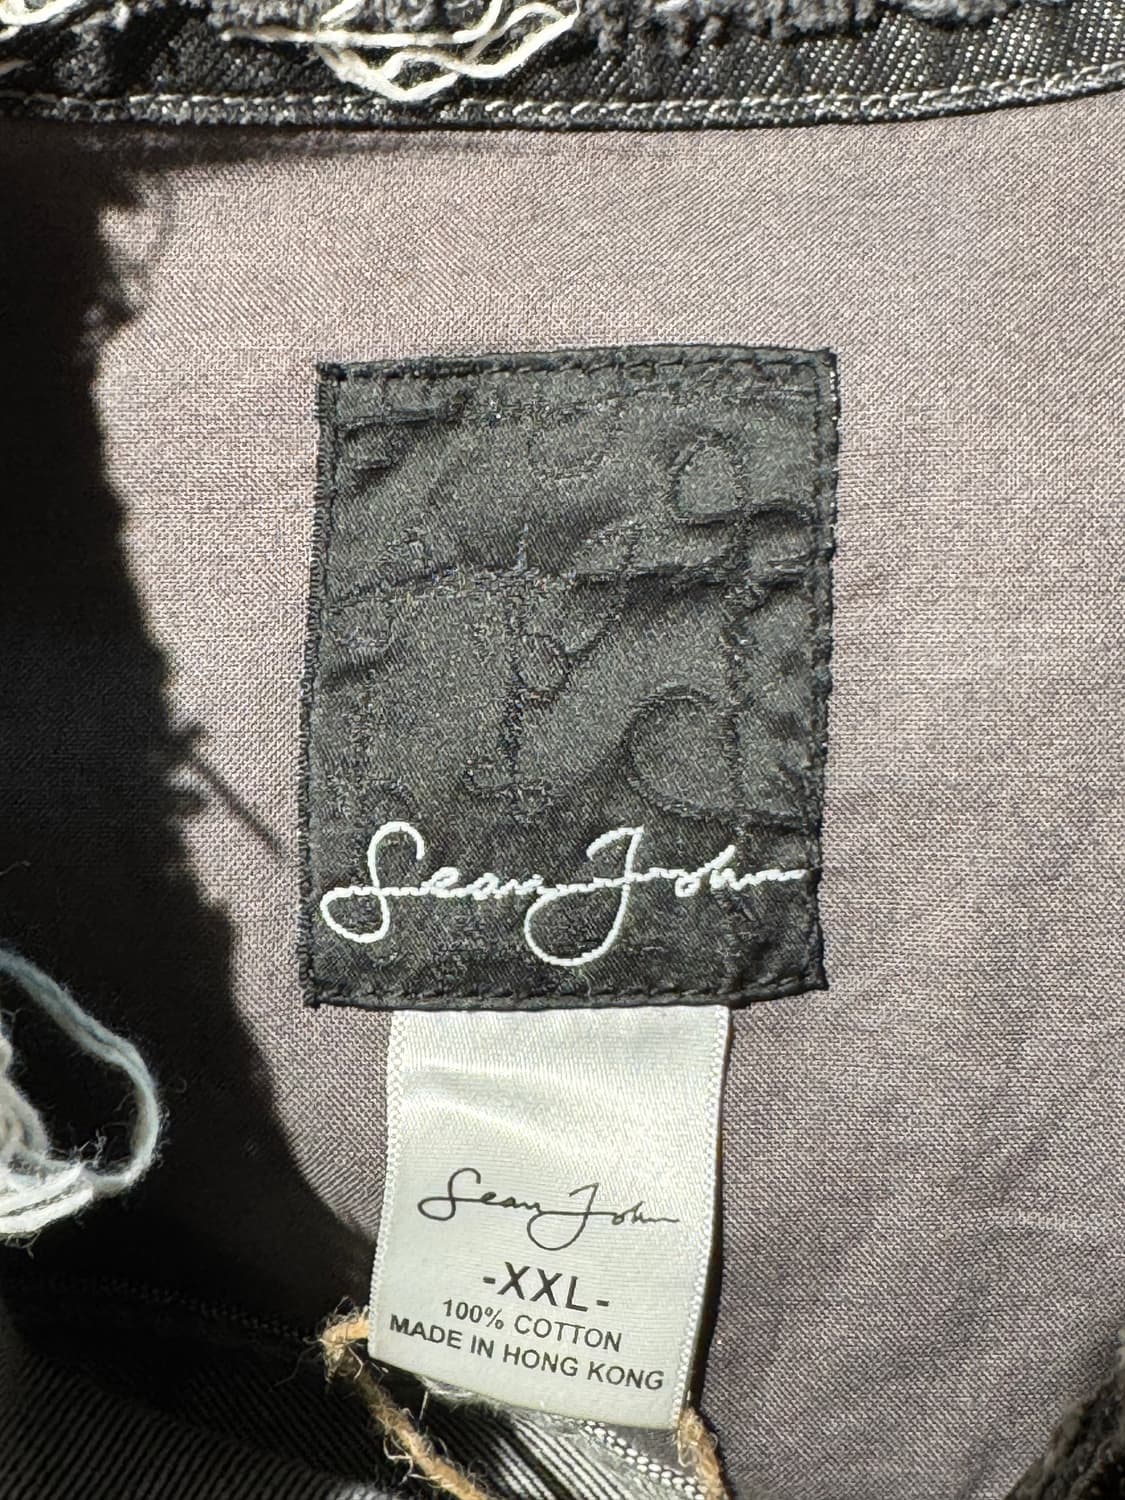 Sean John
Sean John
-XXL-
100% COTTON
MADE IN HONG KONG